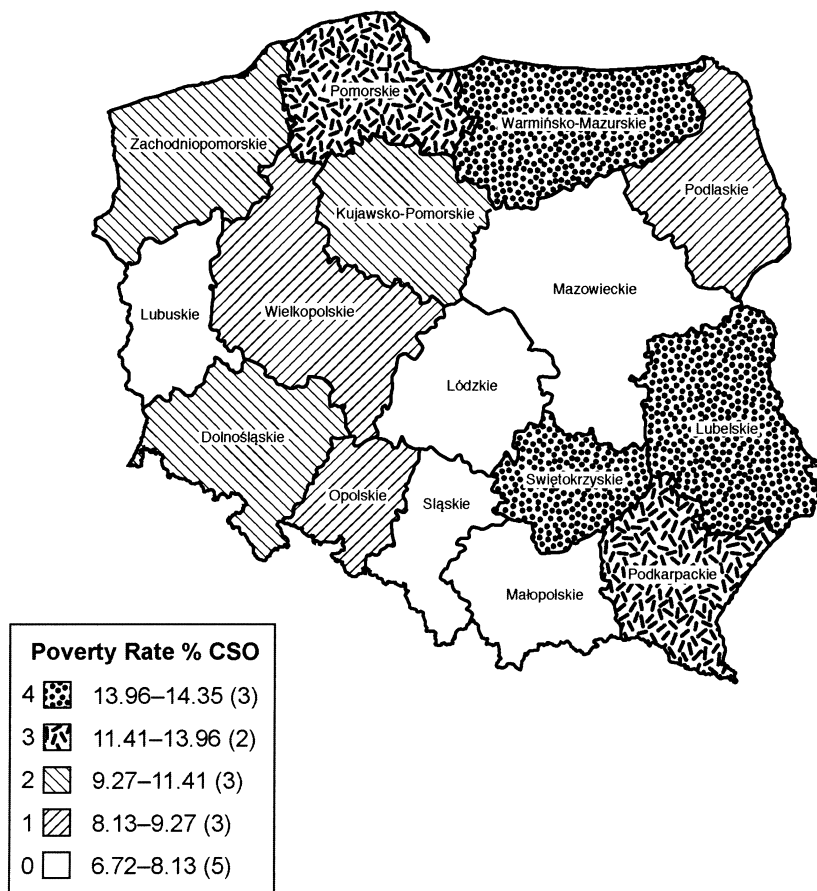 Pomorskie
Warmińsko-Mazurskie
Zachodniopomorskie
Podlaskie
Kujawsko-Pomorskie
Mazowieckie
Wielkopolskie
Lubuskie
Lódzkie
Lubelskie
Dolnośląskie
Świętokrzyskie
Opolskie
Sląskie
Podkarpackie
Małopolskie
Poverty Rate % CSO
4 13.96–14.35 (3)
3 11.41–13.96 (2)
2 9.27–11.41 (3)
1 8.13–9.27 (3)
0 6.72–8.13 (5)